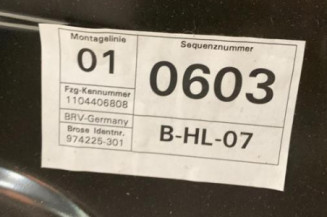 Montagelinie
01
Sequenznummer
0603
Fzg-Kennummer
1104406808
BRV-Germany
Brose Identnr.
974225-301
B-HL-07